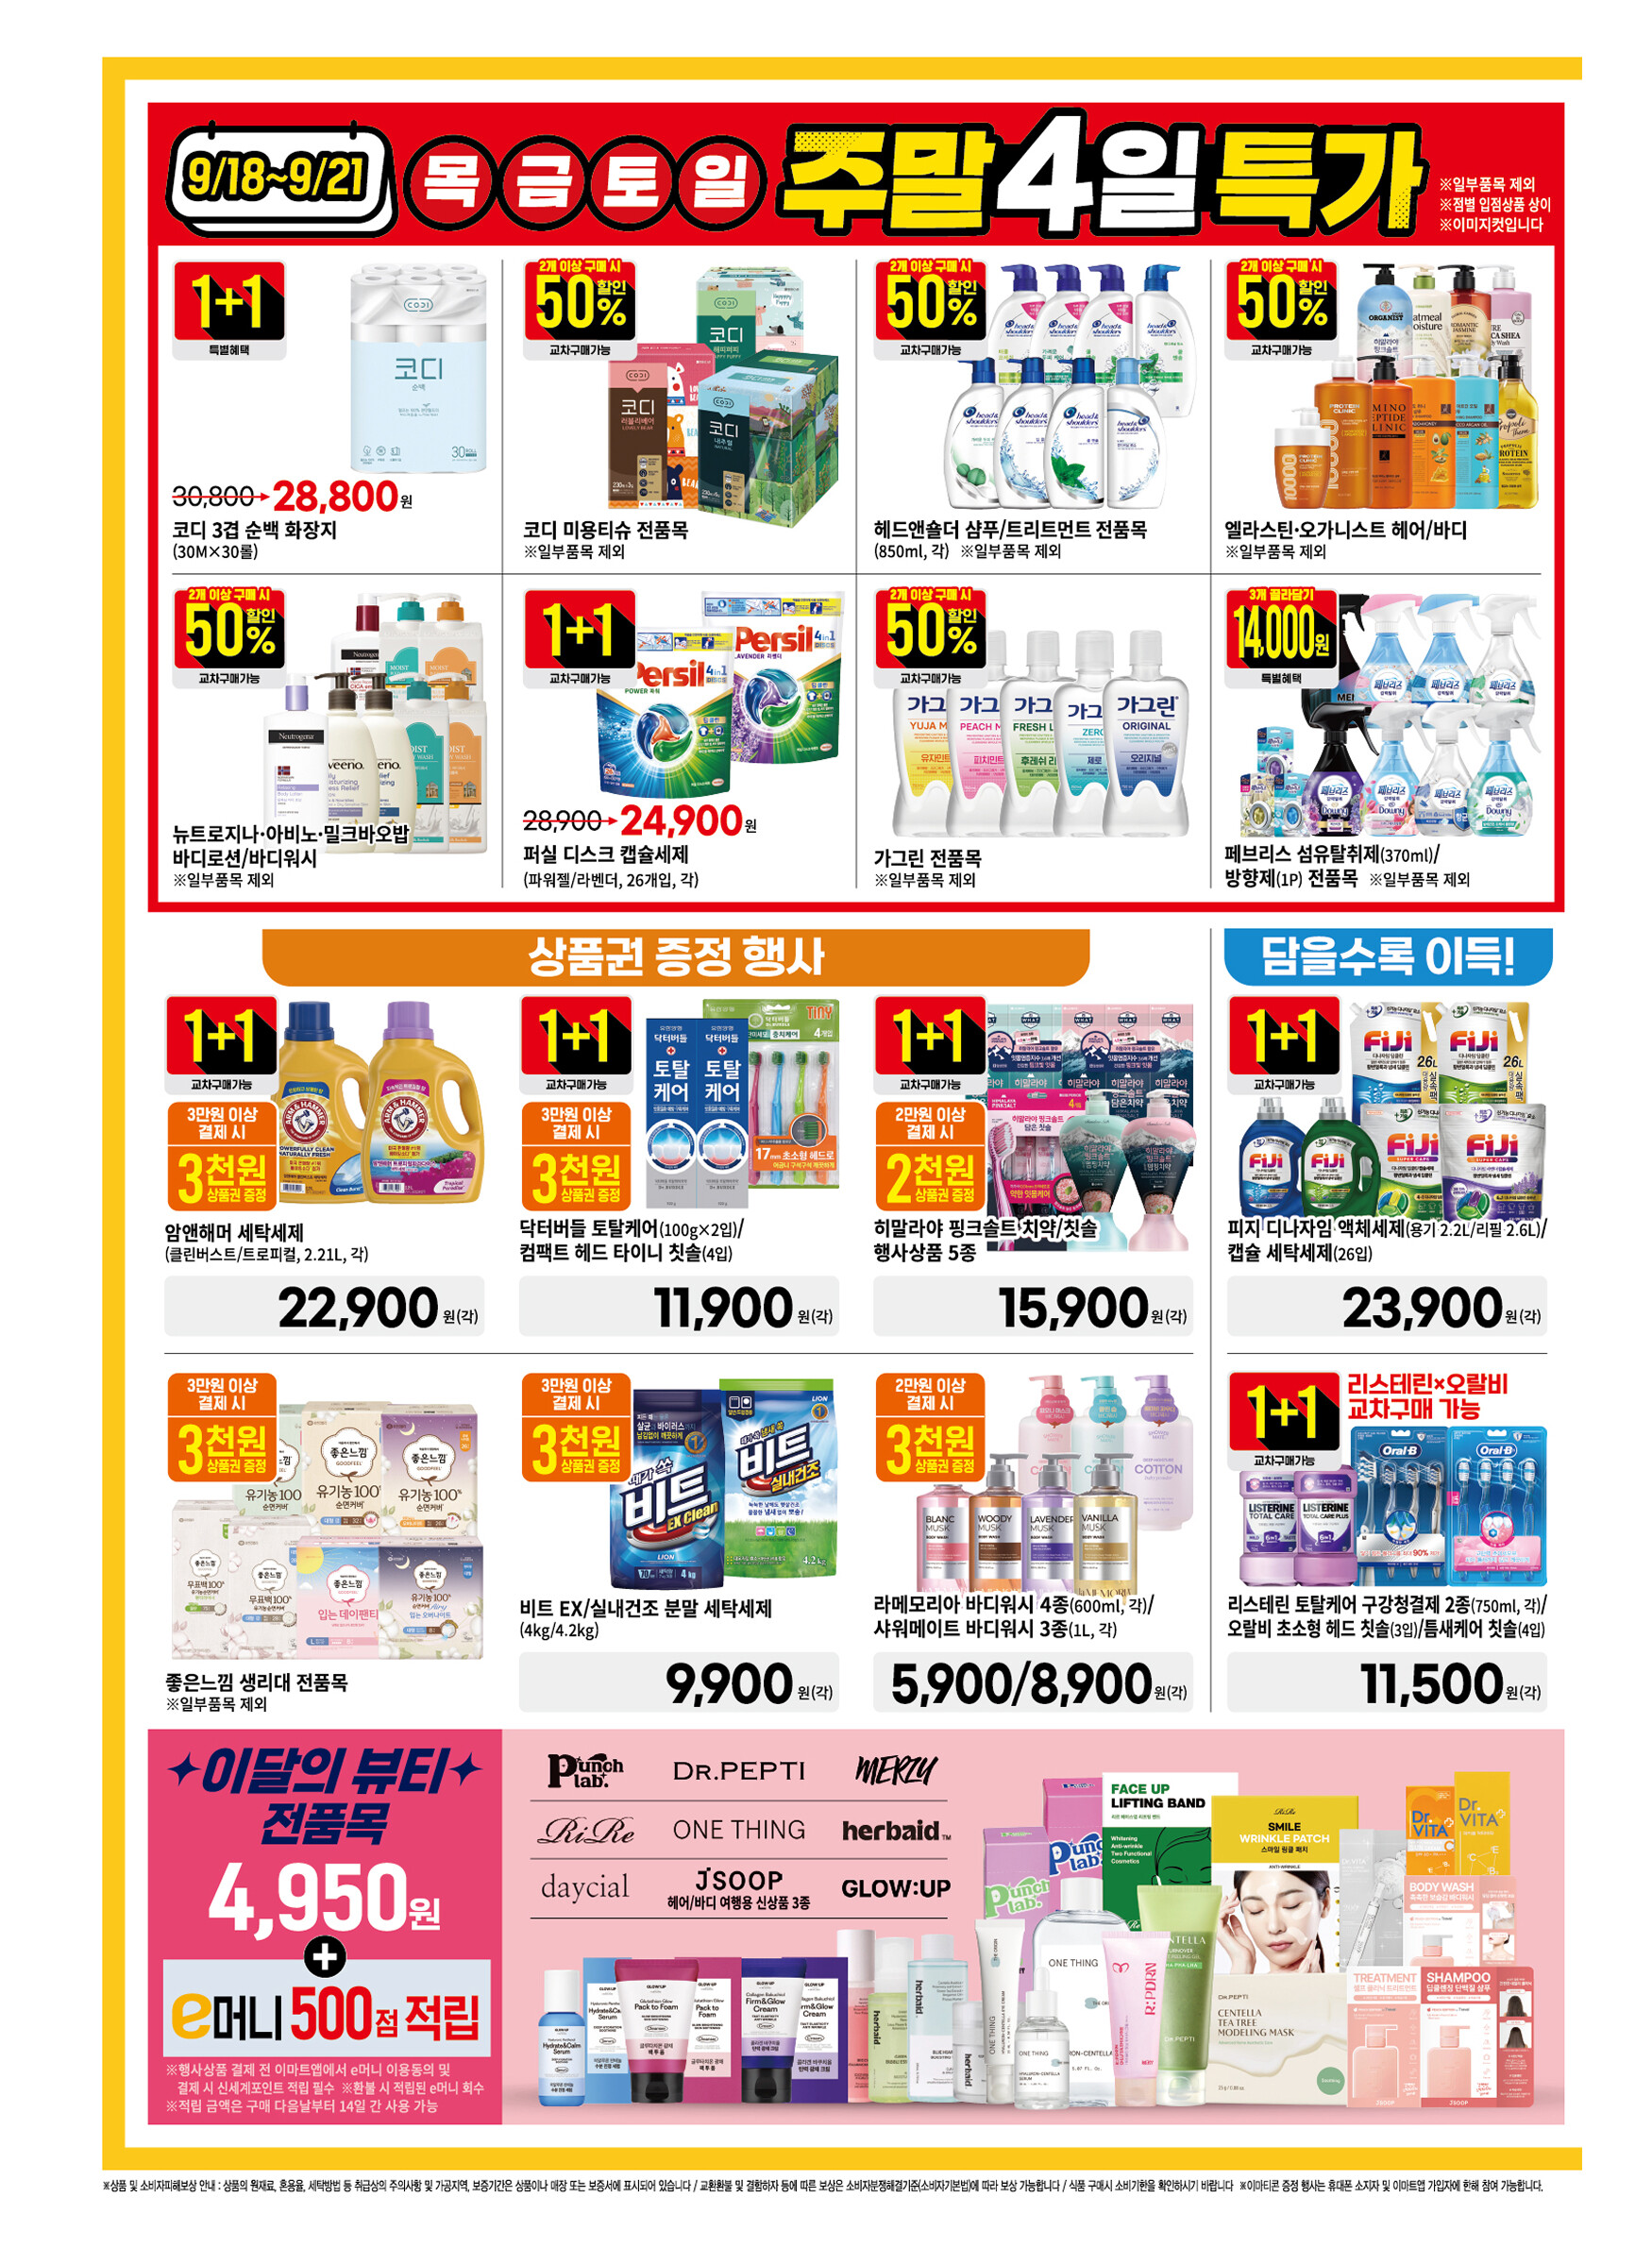 9/18~9/21
목 금 토 일 주말 4일 특가
※일부품목 제외
※점별 입점상품 상이
※이미지컷입니다
1+1
특별혜택
30,800 28,800원
코디 3겹 순백 화장지
(30M×30롤)
2개 이상 구매 시
50% 할인
교차구매가능
코디 미용티슈 전품목
※일부품목 제외
2개 이상 구매 시
50% 할인
교차구매가능
헤드앤숄더 샴푸/트리트먼트 전품목
(850ml, 각) ※일부품목 제외
2개 이상 구매 시
50% 할인
교차구매가능
엘라스틴·오가니스트 헤어/바디
※일부품목 제외
2개 이상 구매 시
50% 할인
교차구매가능
뉴트로지나·아비노·밀크바오밥
바디로션/바디워시
※일부품목 제외
1+1
교차구매가능
28,900 24,900원
퍼실 디스크 캡슐세제
(파워젤/라벤더, 26개입, 각)
2개 이상 구매 시
50% 할인
교차구매가능
가그린 전품목
※일부품목 제외
3개 골라담기
14,000원
특별혜택
페브리스 섬유탈취제(370ml)/
방향제(1P) 전품목 ※일부품목 제외
상품권 증정 행사
1+1
교차구매가능
3만원 이상
결제 시
3천원
상품권 증정
암앤해머 세탁세제
(클린버스트/트로피컬, 2.21L, 각)
22,900원(각)
1+1
교차구매가능
3만원 이상
결제 시
3천원
상품권 증정
닥터버들 토탈케어(100g×2입)/
컴팩트 헤드 타이니 칫솔(4입)
11,900원(각)
1+1
교차구매가능
2만원 이상
결제 시
2천원
상품권 증정
히말라야 핑크솔트 치약/칫솔
행사상품 5종
15,900원(각)
담을수록 이득!
1+1
교차구매가능
피지 디나자임 액체세제(용기 2.2L/리필 2.6L)/
캡슐 세탁세제(26입)
23,900원(각)
3만원 이상
결제 시
3천원
상품권 증정
좋은느낌 생리대 전품목
※일부품목 제외
3만원 이상
결제 시
3천원
상품권 증정
비트 EX/실내건조 분말 세탁세제
(4kg/4.2kg)
9,900원(각)
2만원 이상
결제 시
3천원
상품권 증정
라메모리아 바디워시 4종(600ml, 각)/
샤워메이트 바디워시 3종(1L, 각)
5,900/8,900원(각)
1+1
교차구매가능
리스테린×오랄비
교차구매 가능
리스테린 토탈케어 구강청결제 2종(750ml, 각)/
오랄비 초소형 헤드 칫솔(3입)/틈새케어 칫솔(4입)
11,500원(각)
이달의 뷰티
전품목
4,950원
+
e머니 500점 적립
※행사상품 결제 전 이마트앱에서 e머니 이용동의 및
결제 시 신세계포인트 적립 필수 ※환불 시 적립된 e머니 회수
※적립 금액은 구매 다음날부터 14일 간 사용 가능
Punch lab. DR.PEPTI MERZY
RiRe ONE THING herbaid™
daycial J'SOOP GLOW:UP
헤어/바디 여행용 신상품 3종
FACE UP
LIFTING BAND
SMILE
WRINKLE PATCH
스마일 링클 패치
Dr.VITA
BODY WASH
TREATMENT
SHAMPOO
CENTELLA
TEA TREE
MODELING MASK
※상품 및 소비자피해보상 안내 : 상품의 원재료, 혼용율, 세탁방법 등 취급상의 주의사항 및 가공지역, 보증기간은 상품이나 매장 또는 보증서에 표시되어 있습니다 / 교환환불 및 결함하자 등에 따른 보상은 소비자분쟁해결기준(소비자기본법)에 따라 보상 가능합니다 / 식품 구매시 소비기한을 확인하시기 바랍니다 ※이마티콘 증정 행사는 휴대폰 소지자 및 이마트앱 가입자에 한해 참여 가능합니다.